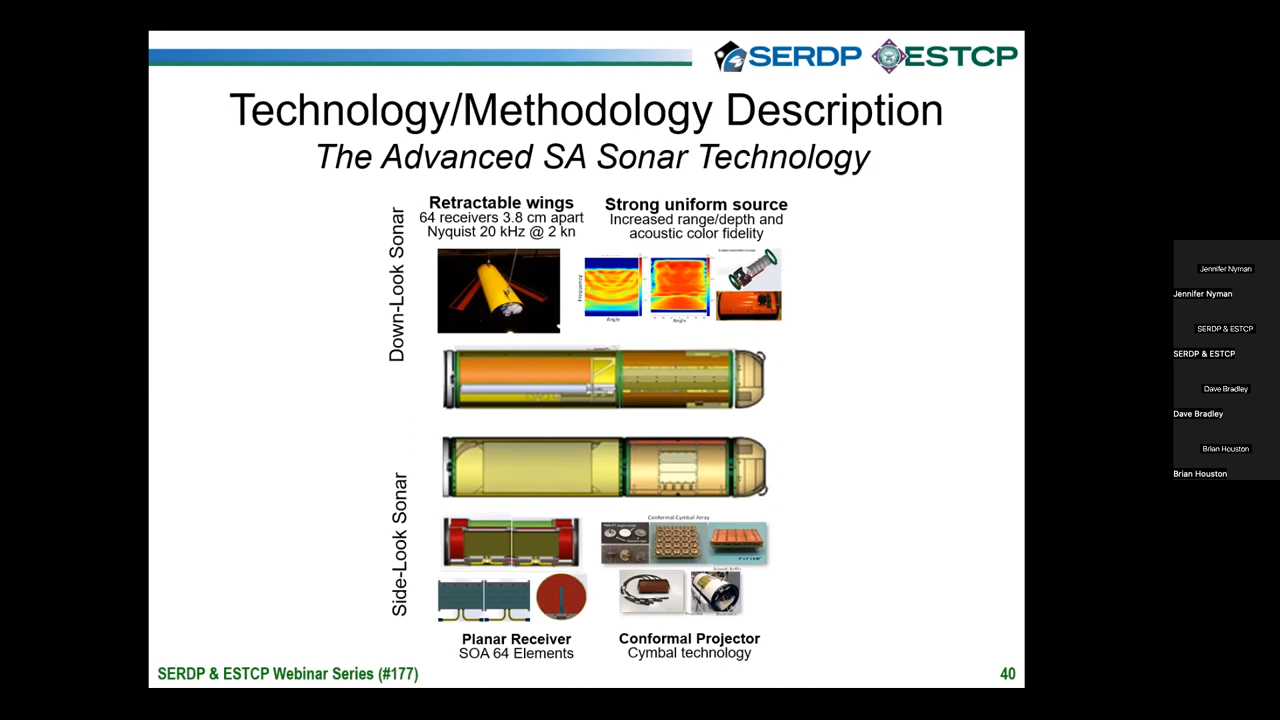 SERDP
ESTCP
Technology/Methodology Description
The Advanced SA Sonar Technology
Down-Look Sonar
Retractable wings
64 receivers 3.8 cm apart
Nyquist 20 kHz @ 2 kn
Strong uniform source
Increased range/depth and
acoustic color fidelity
Frequency
Angle
Angle
Side-Look Sonar
Conformal Cymbal Array
Planar Receiver
SOA 64 Elements
Conformal Projector
Cymbal technology
SERDP & ESTCP Webinar Series (#177)
40
Jennifer Nyman
Jennifer Nyman
SERDP & ESTCP
SERDP & ESTCP
Dave Bradley
Dave Bradley
Brian Houston
Brian Houston